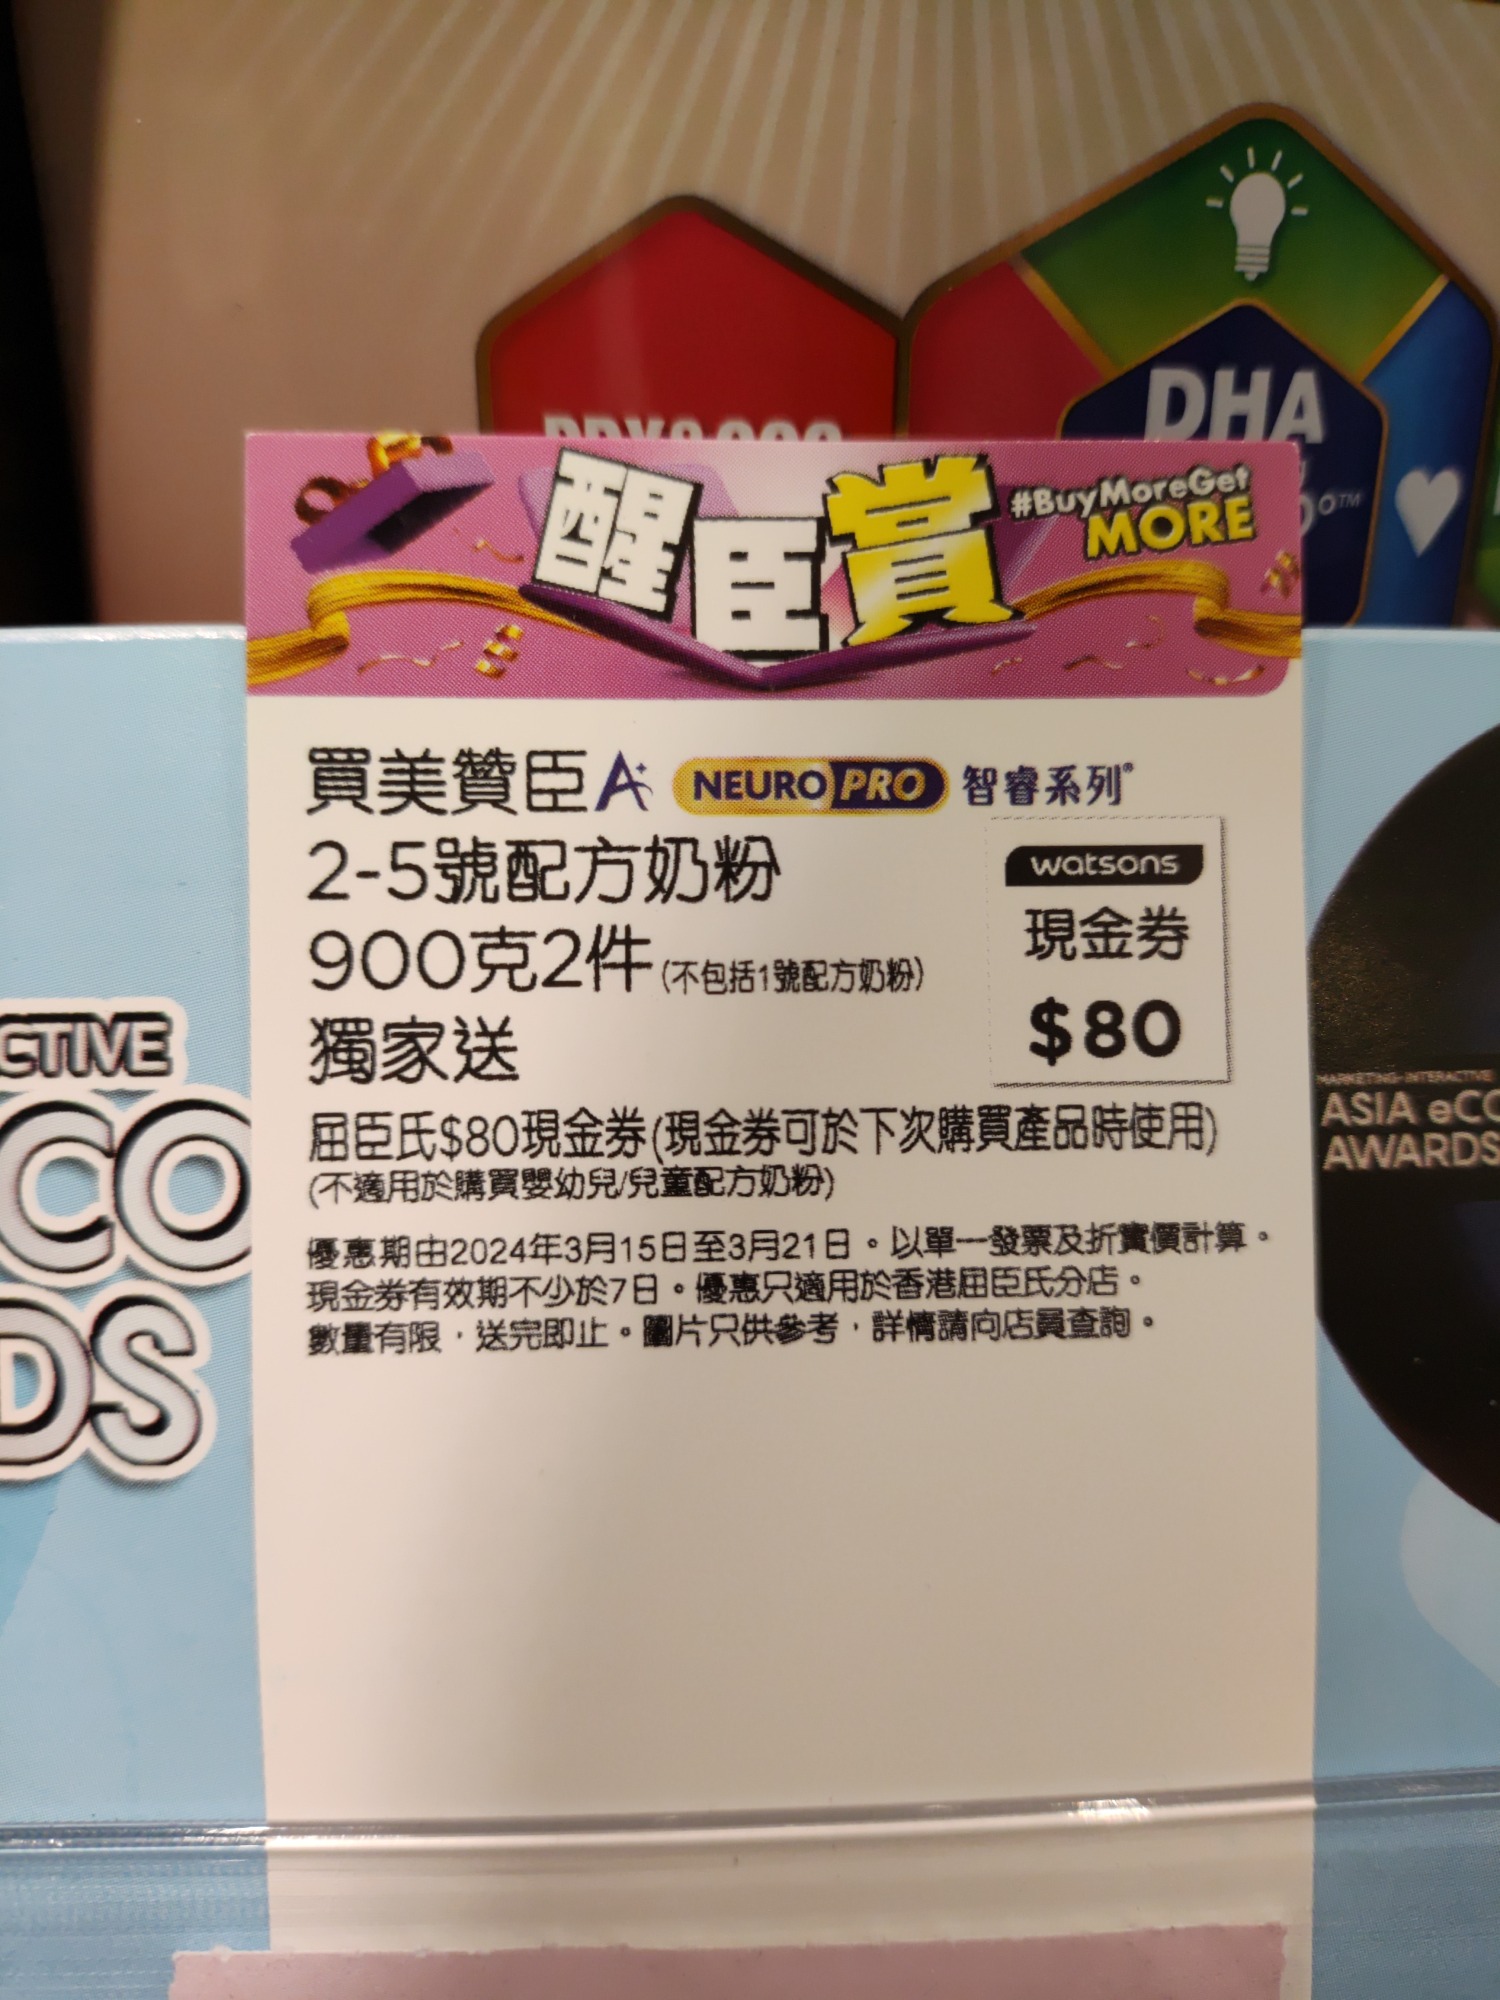 DHA
醒臣賞
#BuyMoreGet
MORE
買美贊臣A+ NEUROPRO 智睿系列®
2-5號配方奶粉
900克2件(不包括1號配方奶粉)
獨家送
watsons
現金券
$80
屈臣氏$80現金券(現金券可於下次購買產品時使用)
(不適用於購買嬰幼兒/兒童配方奶粉)
優惠期由2024年3月15日至3月21日。以單一發票及折實價計算。
現金券有效期不少於7日。優惠只適用於香港屈臣氏分店。
數量有限，送完即止。圖片只供參考，詳情請向店員查詢。
CTIVE
CO
DS
MARKETING-INTERACTIVE
ASIA eCO
AWARDS